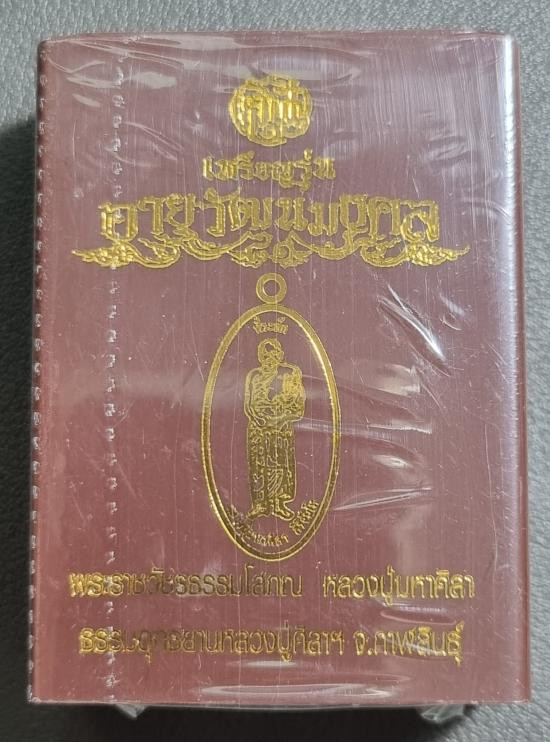 เหรียญรุ่น
อายุวัฒนมงคล
พระราชวัชรธรรมโสภณ หลวงปู่มหาศิลา
ธรรมอุทธยานหลวงปู่ศิลาฯ จ.กาฬสินธุ์